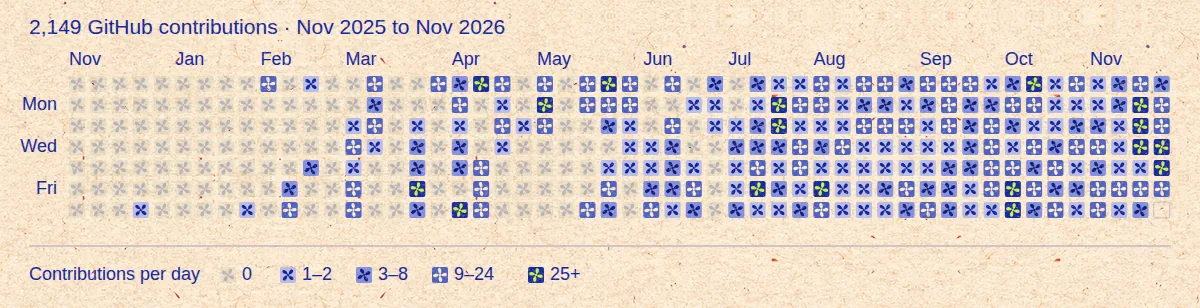 2,149 GitHub contributions · Nov 2025 to Nov 2026
Nov Jan Feb Mar Apr May Jun Jul Aug Sep Oct Nov
Mon
Wed
Fri
Contributions per day 0 1–2 3–8 9–24 25+